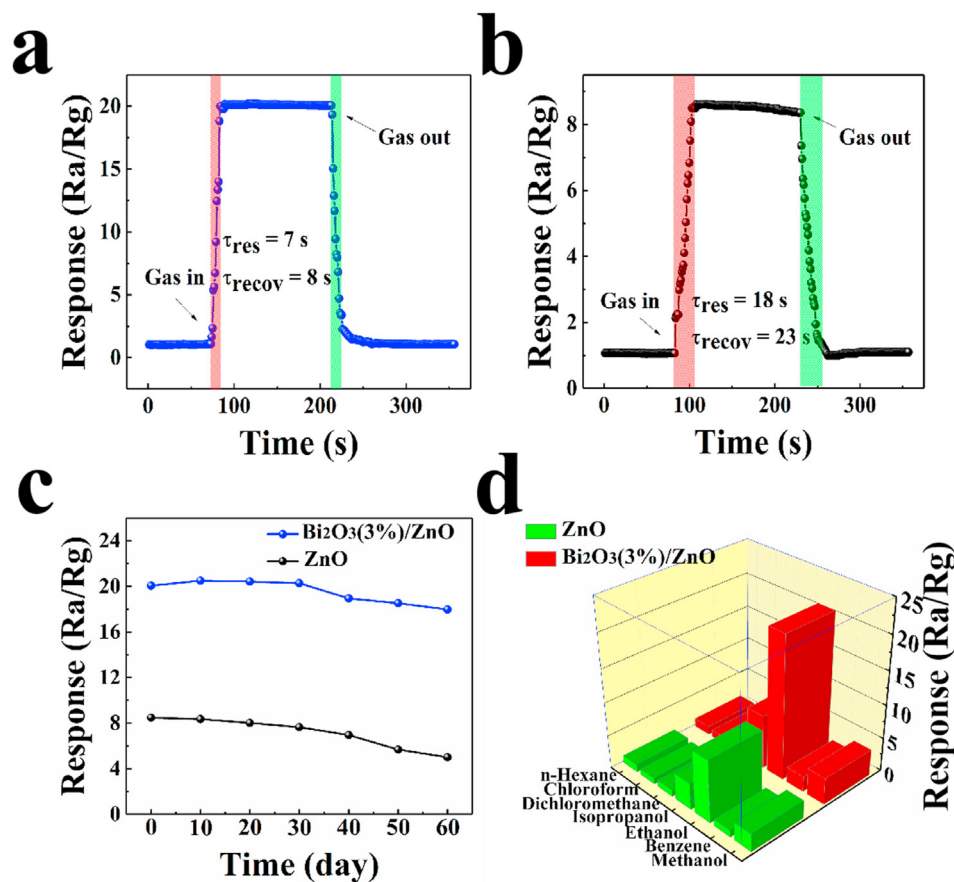 a
Response (Ra/Rg)
20
15
10
5
0
Gas out
τres = 7 s
Gas in
τrecov = 8 s
0 100 200 300
Time (s)
b
Response (Ra/Rg)
8
6
4
2
0
Gas out
Gas in
τres = 18 s
τrecov = 23 s
0 100 200 300
Time (s)
c
Response (Ra/Rg)
24
20
16
12
8
4
0
Bi2O3(3%)/ZnO
ZnO
0 10 20 30 40 50 60
Time (day)
d
ZnO
Bi2O3(3%)/ZnO
25
20
15
10
5
0
Response (Ra/Rg)
n-Hexane
Chloroform
Dichloromethane
Isopropanol
Ethanol
Benzene
Methanol